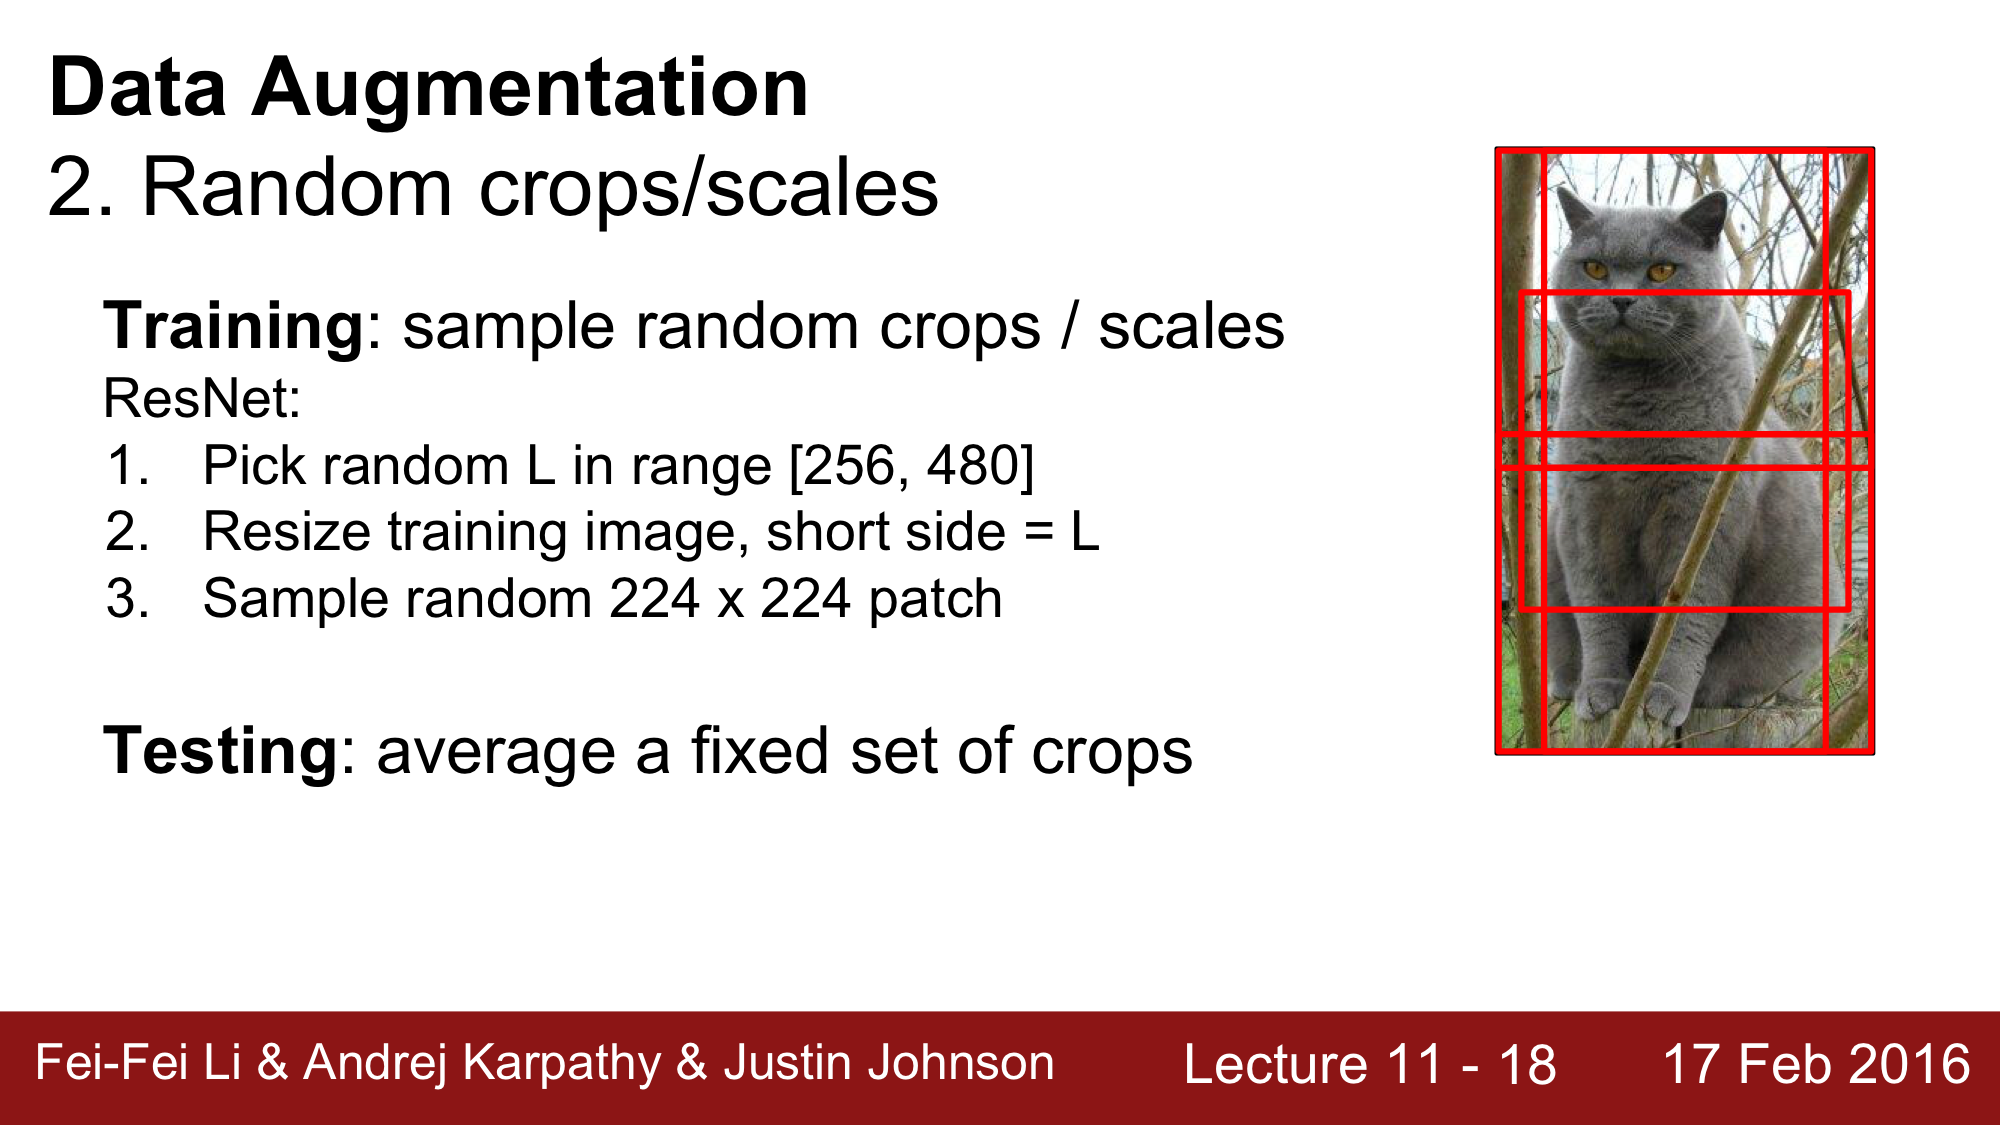 Data Augmentation
2. Random crops/scales
Training: sample random crops / scales
ResNet:
1. Pick random L in range [256, 480]
2. Resize training image, short side = L
3. Sample random 224 x 224 patch
Testing: average a fixed set of crops
Fei-Fei Li & Andrej Karpathy & Justin Johnson
Lecture 11 - 18
17 Feb 2016